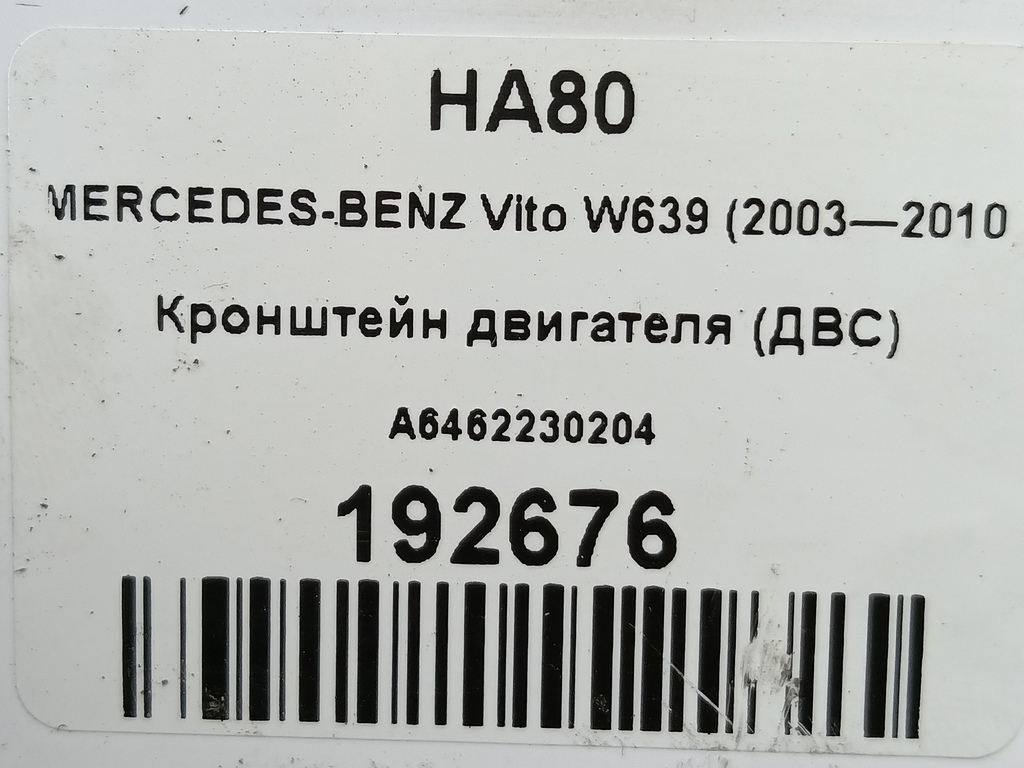 HA80
MERCEDES-BENZ Vito W639 (2003—2010
Кронштейн двигателя (ДВС)
A6462230204
192676